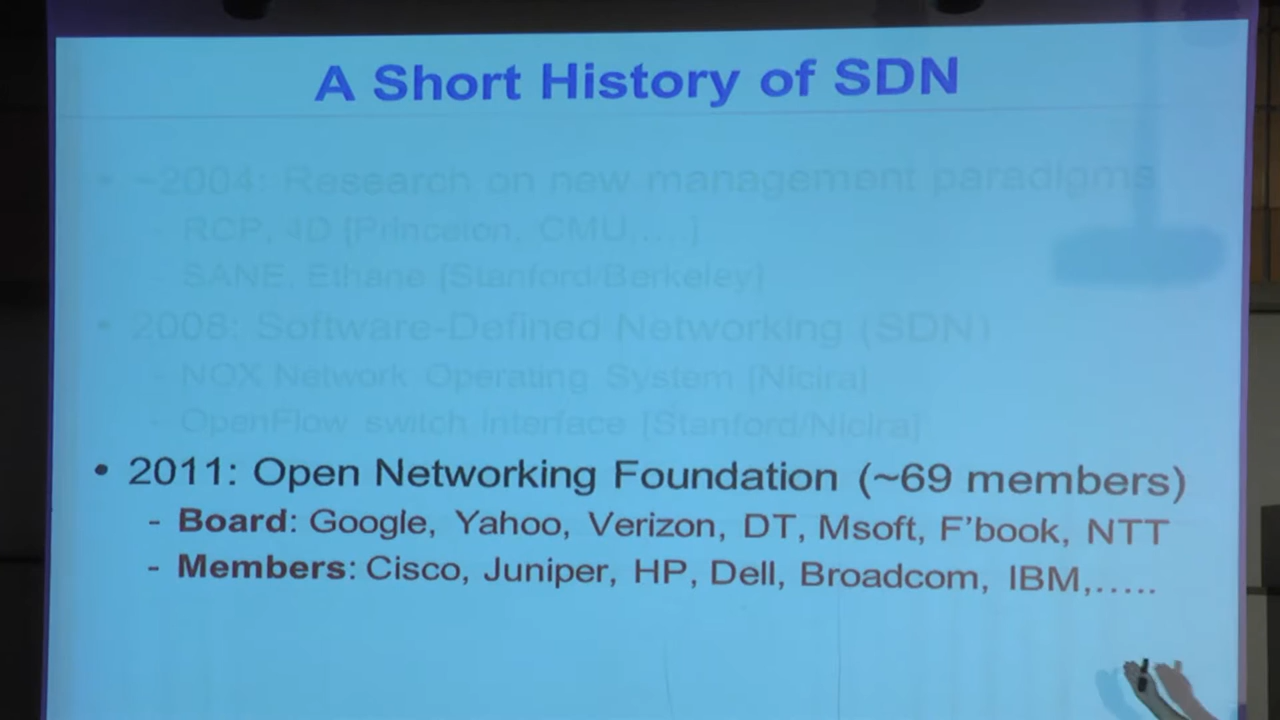 A Short History of SDN
• ~2004: Research on new management paradigms
- RCP, 4D [Princeton, CMU,....]
- SANE, Ethane [Stanford/Berkeley]
• 2008: Software-Defined Networking (SDN)
- NOX Network Operating System [Nicira]
- OpenFlow switch interface [Stanford/Nicira]
• 2011: Open Networking Foundation (~69 members)
- Board: Google, Yahoo, Verizon, DT, Msoft, F'book, NTT
- Members: Cisco, Juniper, HP, Dell, Broadcom, IBM,.....